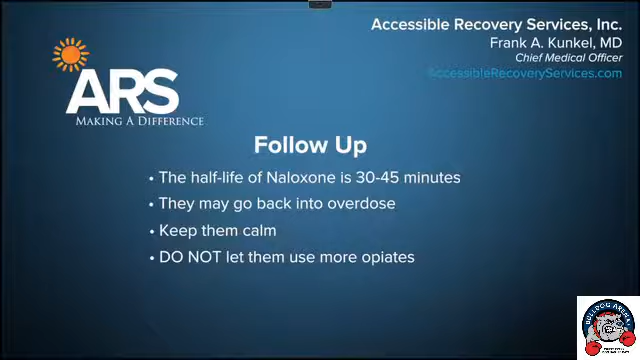 Accessible Recovery Services, Inc.
Frank A. Kunkel, MD
Chief Medical Officer
AccessibleRecoveryServices.com
ARS
MAKING A DIFFERENCE
Follow Up
• The half-life of Naloxone is 30-45 minutes
• They may go back into overdose
• Keep them calm
• DO NOT let them use more opiates
BULLDOG ARENA